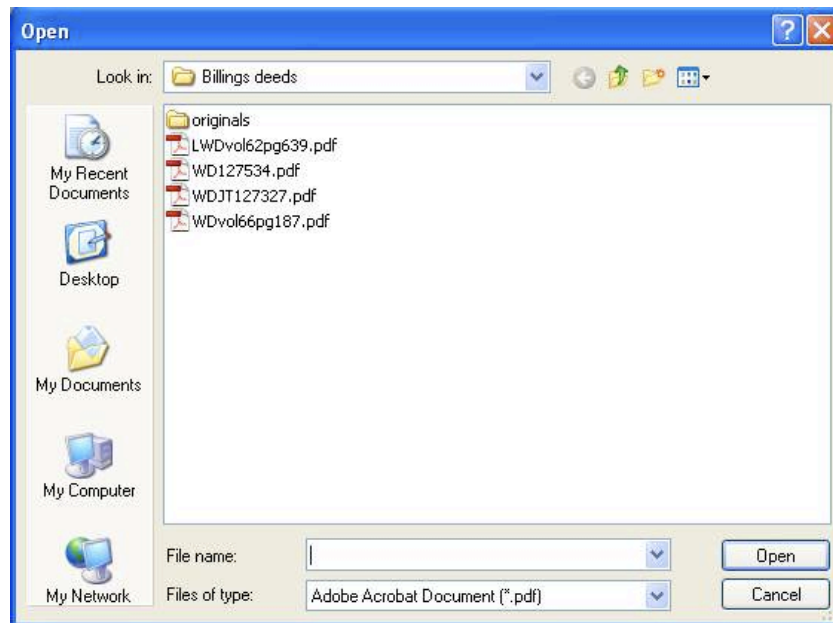 Open
Look in: Billings deeds
originals
LWDvol62pg639.pdf
WD127534.pdf
WDJT127327.pdf
WDvol66pg187.pdf
My Recent
Documents
Desktop
My Documents
My Computer
My Network
File name:
Open
Files of type: Adobe Acrobat Document (*.pdf)
Cancel